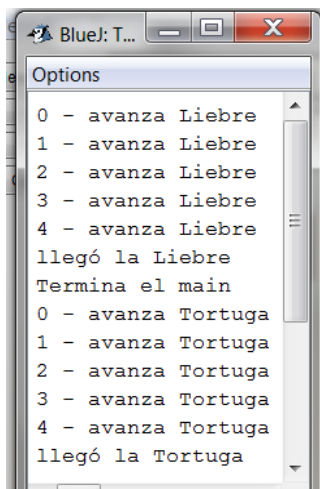 BlueJ: T...
Options
0 - avanza Liebre
1 - avanza Liebre
2 - avanza Liebre
3 - avanza Liebre
4 - avanza Liebre
llegó la Liebre
Termina el main
0 - avanza Tortuga
1 - avanza Tortuga
2 - avanza Tortuga
3 - avanza Tortuga
4 - avanza Tortuga
llegó la Tortuga